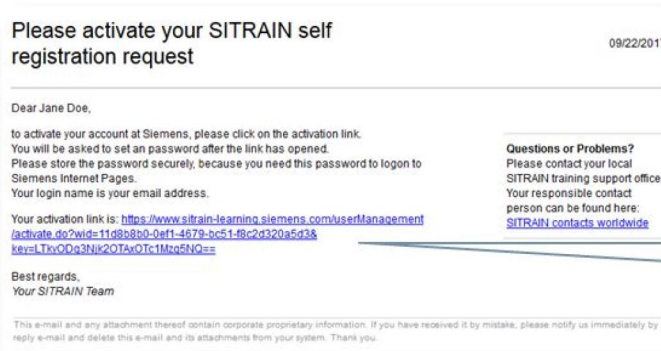 Please activate your SITRAIN self
registration request
09/22/2017
Dear Jane Doe,
to activate your account at Siemens, please click on the activation link.
You will be asked to set an password after the link has opened.
Please store the password securely, because you need this password to logon to
Siemens Internet Pages.
Your login name is your email address.
Your activation link is: https://www.sitrain-learning.siemens.com/userManagement
/activate.do?wid=11d8b8b0-0ef1-4679-bc51-f8c2d320a5d3&
key=LTkyODg3Njk2OTAxOTc1Mzg5NQ==
Best regards,
Your SITRAIN Team
Questions or Problems?
Please contact your local
SITRAIN training support office.
Your responsible contact
person can be found here:
SITRAIN contacts worldwide
This e-mail and any attachment thereof contain corporate proprietary information. If you have received it by mistake, please notify us immediately by
reply e-mail and delete this e-mail and its attachments from your system. Thank you.